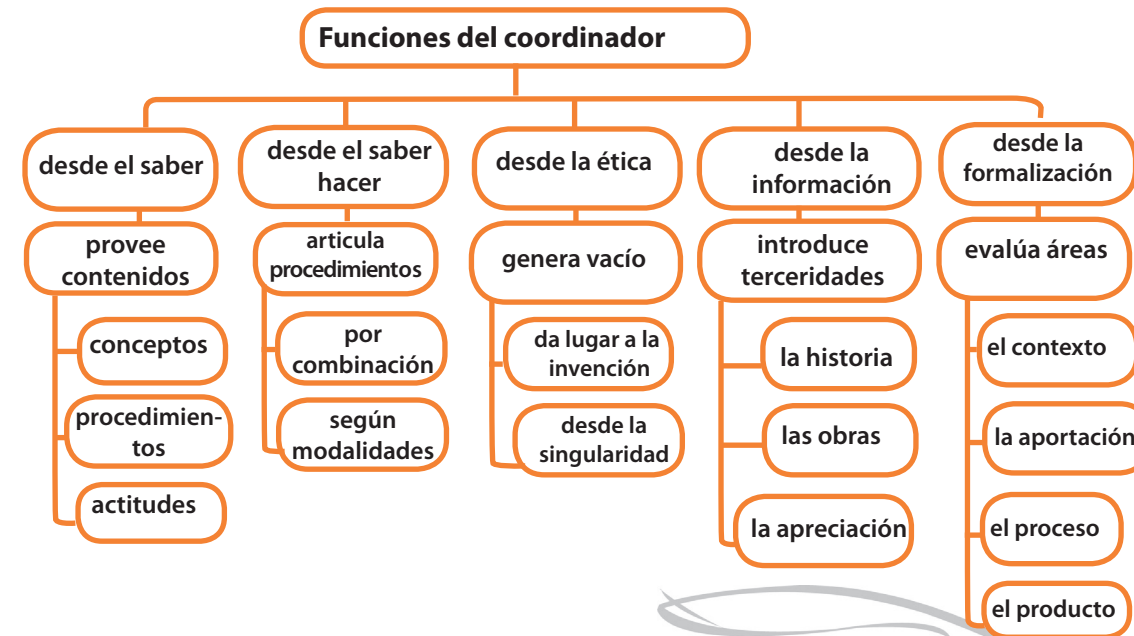 Funciones del coordinador
desde el saber
provee
contenidos
conceptos
procedimien-
tos
actitudes
desde el saber
hacer
articula
procedimientos
por
combinación
según
modalidades
desde la ética
genera vacío
da lugar a la
invención
desde la
singularidad
desde la
información
introduce
terceridades
la historia
las obras
la apreciación
desde la
formalización
evalúa áreas
el contexto
la aportación
el proceso
el producto